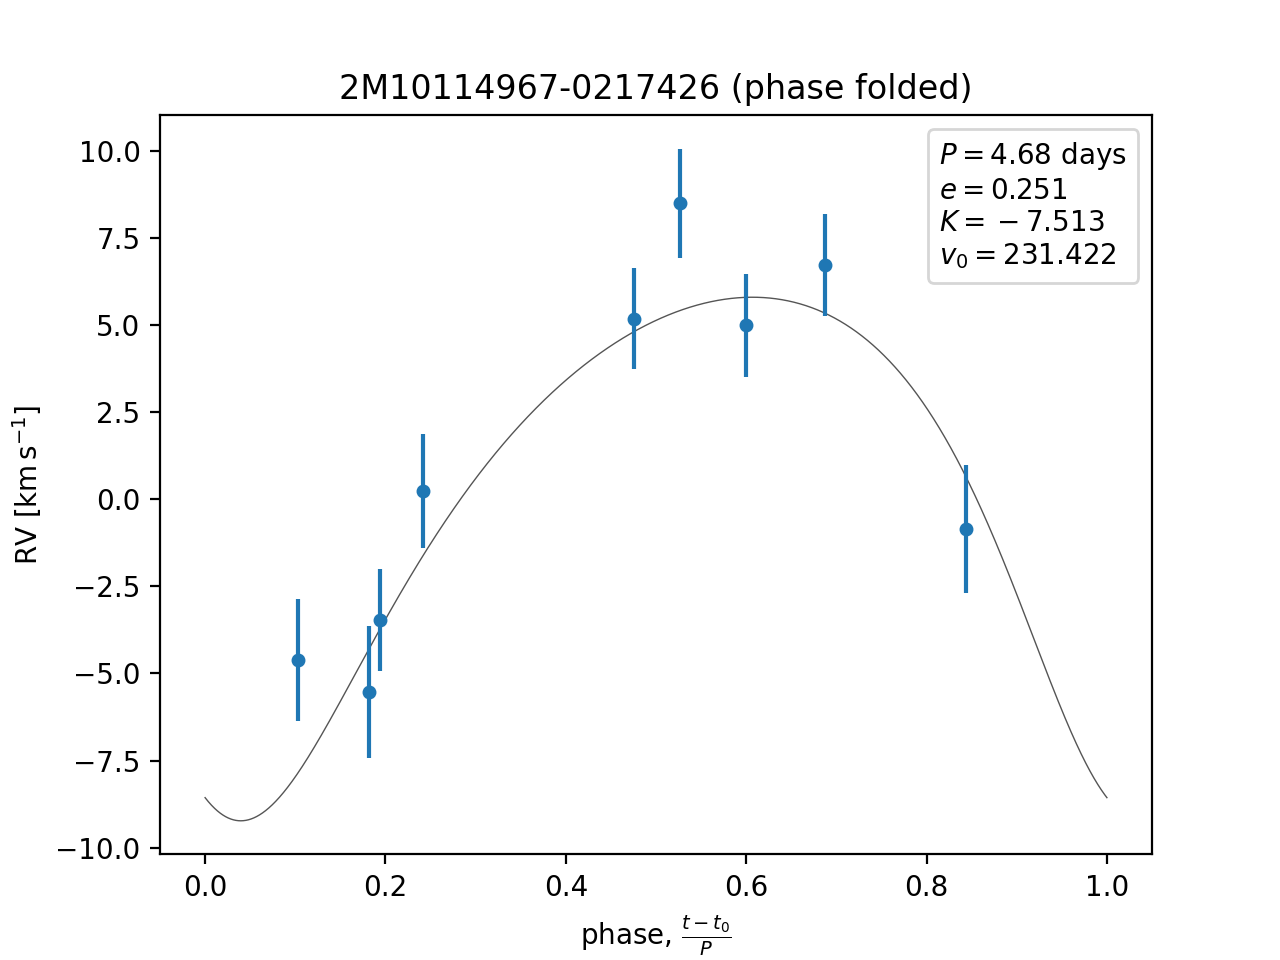 2M10114967-0217426 (phase folded)
P = 4.68 days
e = 0.251
K = −7.513
v₀ = 231.422
RV [km s⁻¹]
10.0
7.5
5.0
2.5
0.0
−2.5
−5.0
−7.5
−10.0
0.0 0.2 0.4 0.6 0.8 1.0
phase, (t − t₀)/P